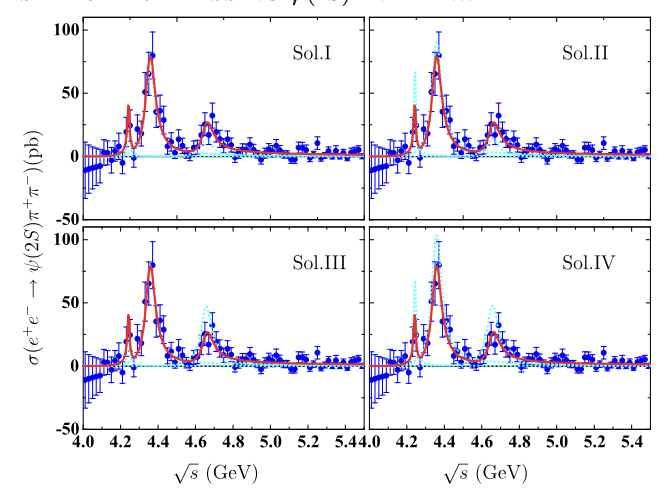 100
50
0
-50
Sol.I
Sol.II
100
50
0
-50
Sol.III
Sol.IV
σ(e⁺e⁻ → ψ(2S)π⁺π⁻)(pb)
4.0 4.2 4.4 4.6 4.8 5.0 5.2 5.4 4.0 4.2 4.4 4.6 4.8 5.0 5.2 5.4
√s (GeV) √s (GeV)